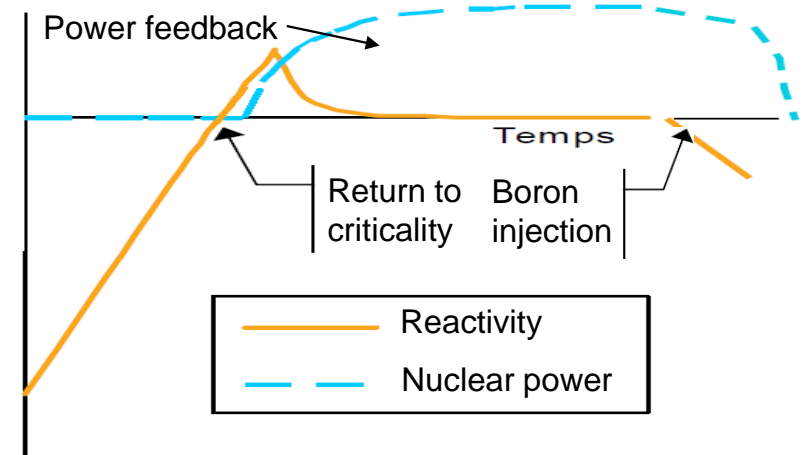 Power feedback
Temps
Return to
criticality
Boron
injection
Reactivity
Nuclear power